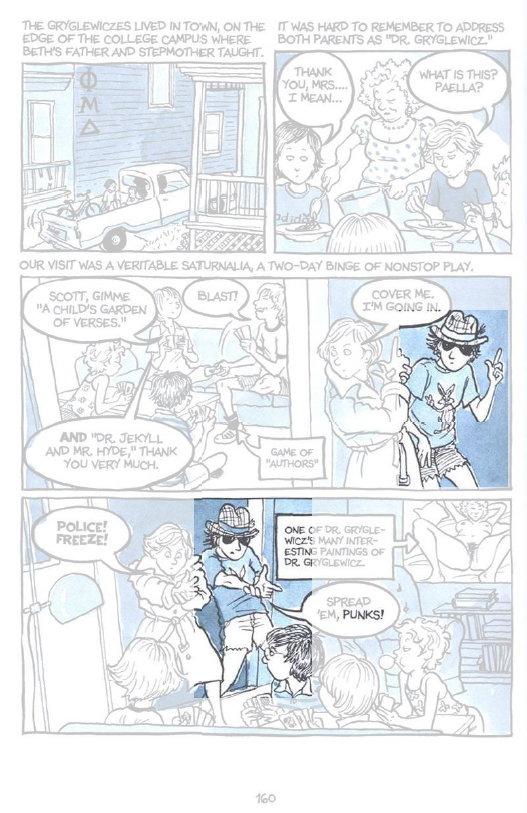 THE GRYGLEWICZES LIVED IN TOWN, ON THE
EDGE OF THE COLLEGE CAMPUS WHERE
BETH'S FATHER AND STEPMOTHER TAUGHT.
IT WAS HARD TO REMEMBER TO ADDRESS
BOTH PARENTS AS "DR. GRYGLEWICZ."
Φ
Μ
Δ
THANK
YOU, MRS....
I MEAN...
WHAT IS THIS?
PAELLA?
adida
OUR VISIT WAS A VERITABLE SATURNALIA, A TWO-DAY BINGE OF NONSTOP PLAY.
SCOTT, GIMME
"A CHILD'S GARDEN
OF VERSES."
BLAST!
AND "DR. JEKYLL
AND MR. HYDE," THANK
YOU VERY MUCH.
GAME OF
"AUTHORS"
COVER ME.
I'M GOING IN.
POLICE!
FREEZE!
ONE OF DR. GRYGLE-
WICZ'S MANY INTER-
ESTING PAINTINGS OF
DR. GRYGLEWICZ.
SPREAD
'EM, PUNKS!
160